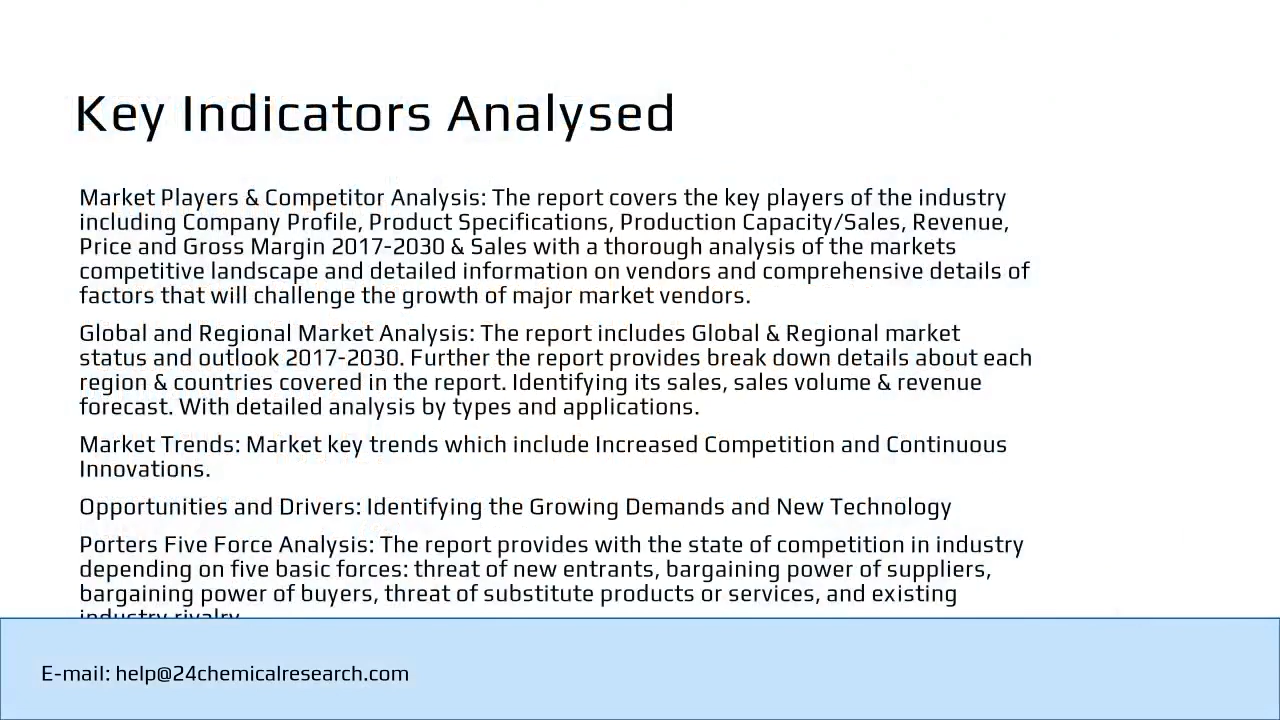 Key Indicators Analysed
Market Players & Competitor Analysis: The report covers the key players of the industry
including Company Profile, Product Specifications, Production Capacity/Sales, Revenue,
Price and Gross Margin 2017-2030 & Sales with a thorough analysis of the markets
competitive landscape and detailed information on vendors and comprehensive details of
factors that will challenge the growth of major market vendors.
Global and Regional Market Analysis: The report includes Global & Regional market
status and outlook 2017-2030. Further the report provides break down details about each
region & countries covered in the report. Identifying its sales, sales volume & revenue
forecast. With detailed analysis by types and applications.
Market Trends: Market key trends which include Increased Competition and Continuous
Innovations.
Opportunities and Drivers: Identifying the Growing Demands and New Technology
Porters Five Force Analysis: The report provides with the state of competition in industry
depending on five basic forces: threat of new entrants, bargaining power of suppliers,
bargaining power of buyers, threat of substitute products or services, and existing
industry rivalry
E-mail: help@24chemicalresearch.com